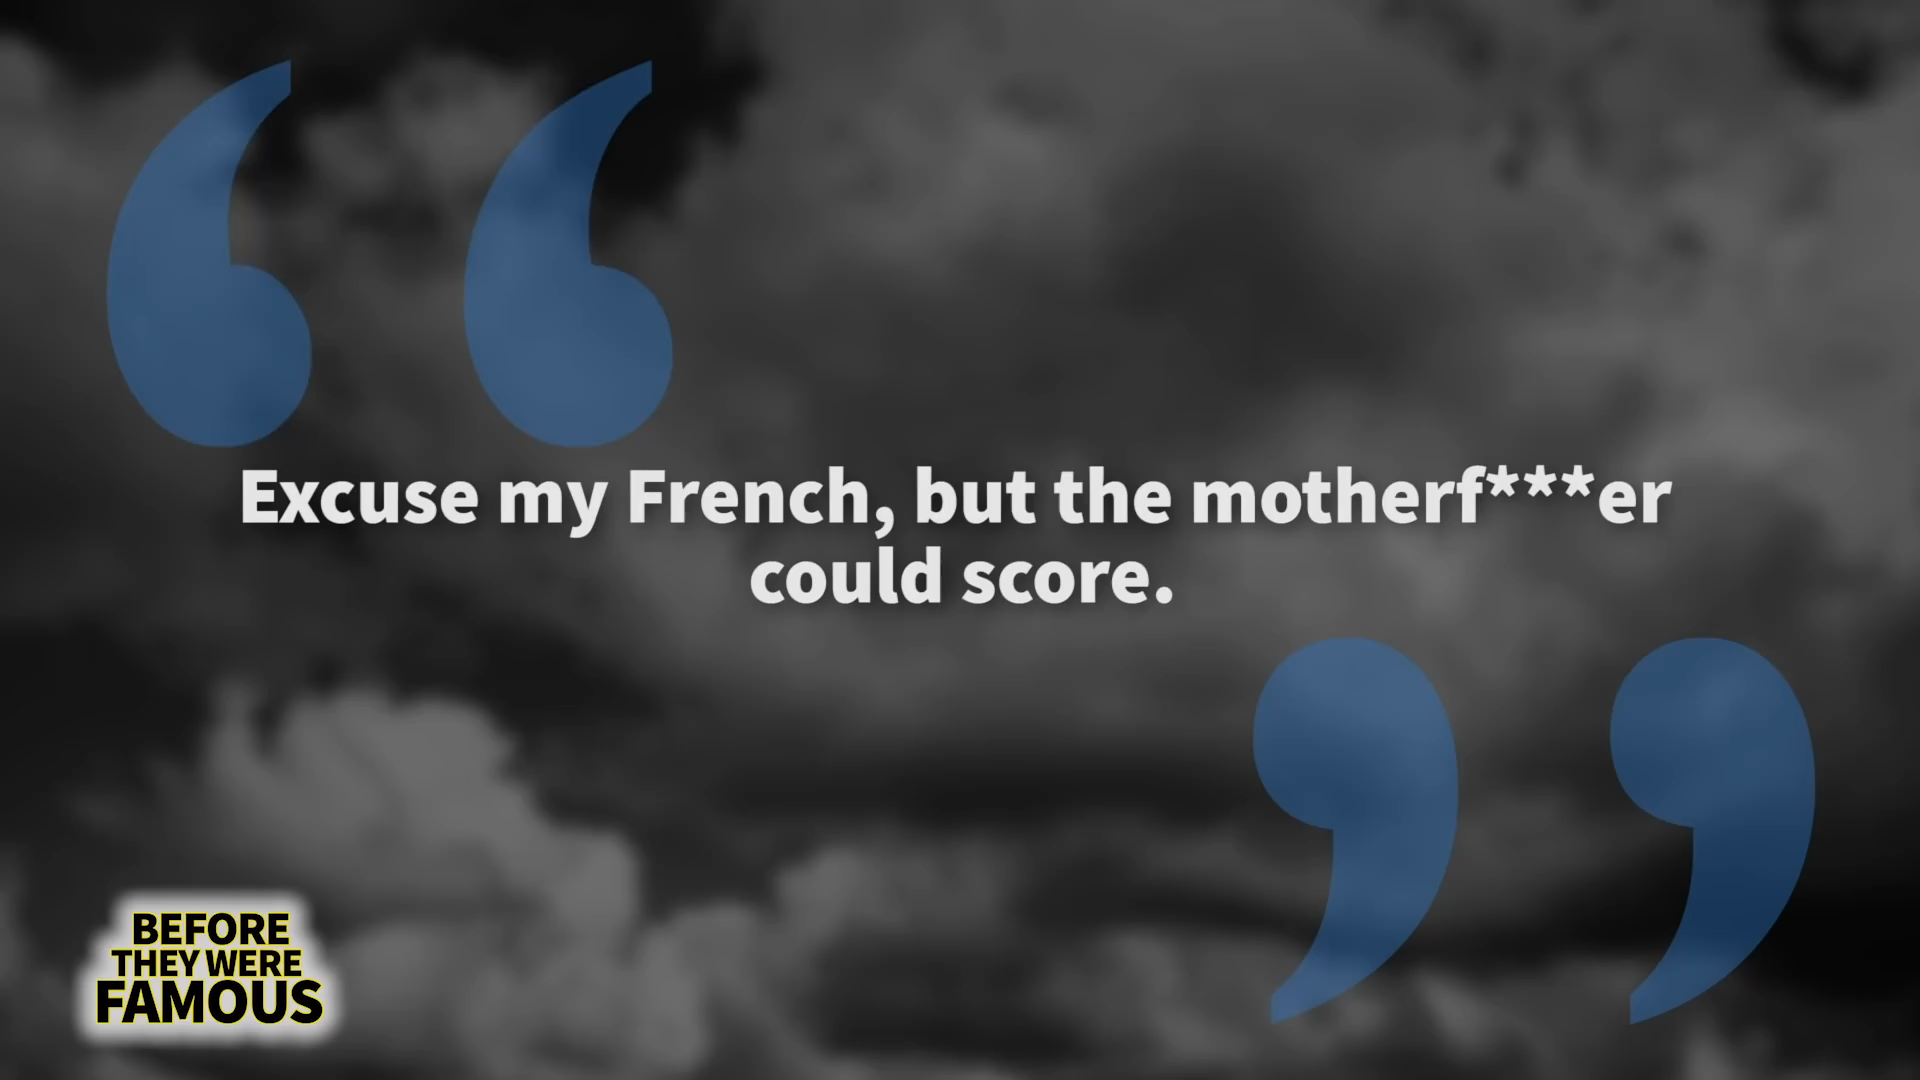 Excuse my French, but the motherf***er
could score.
BEFORE
THEY WERE
FAMOUS